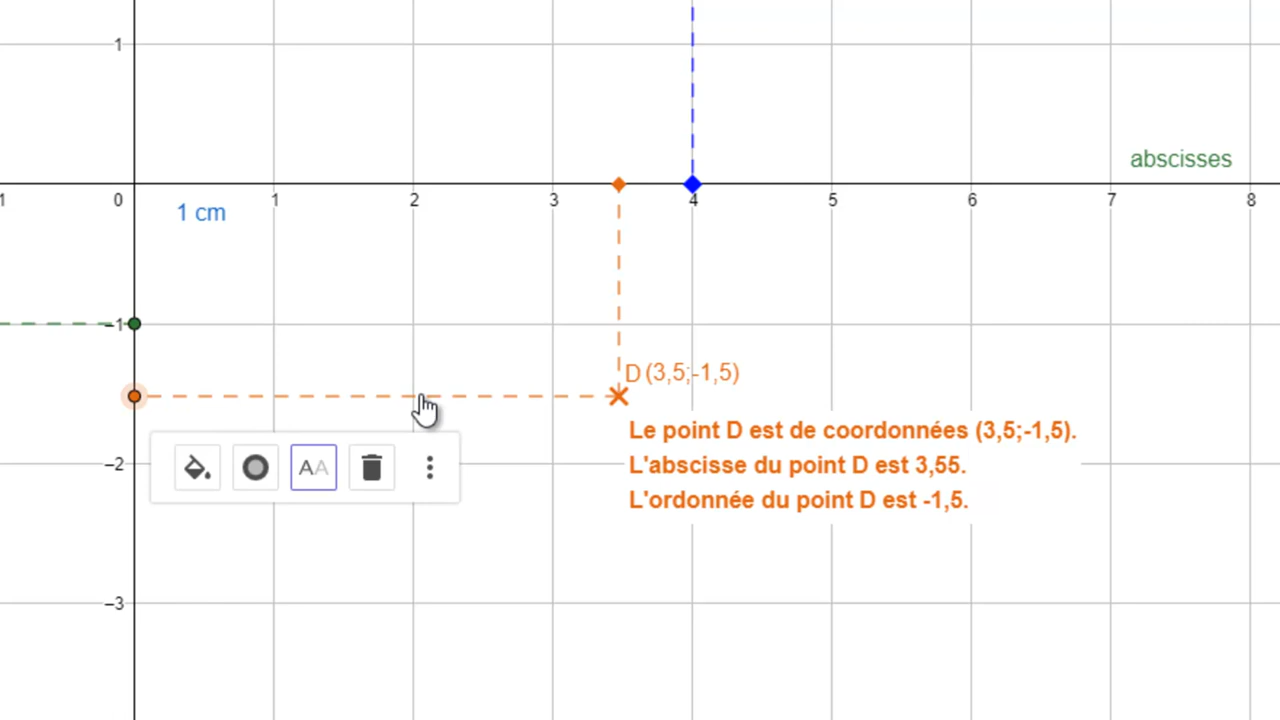 1
abscisses
1
0
1
2
3
4
5
6
7
8
1 cm
−1
D (3,5;-1,5)
Le point D est de coordonnées (3,5;-1,5).
L'abscisse du point D est 3,55.
L'ordonnée du point D est -1,5.
−2
AA
−3